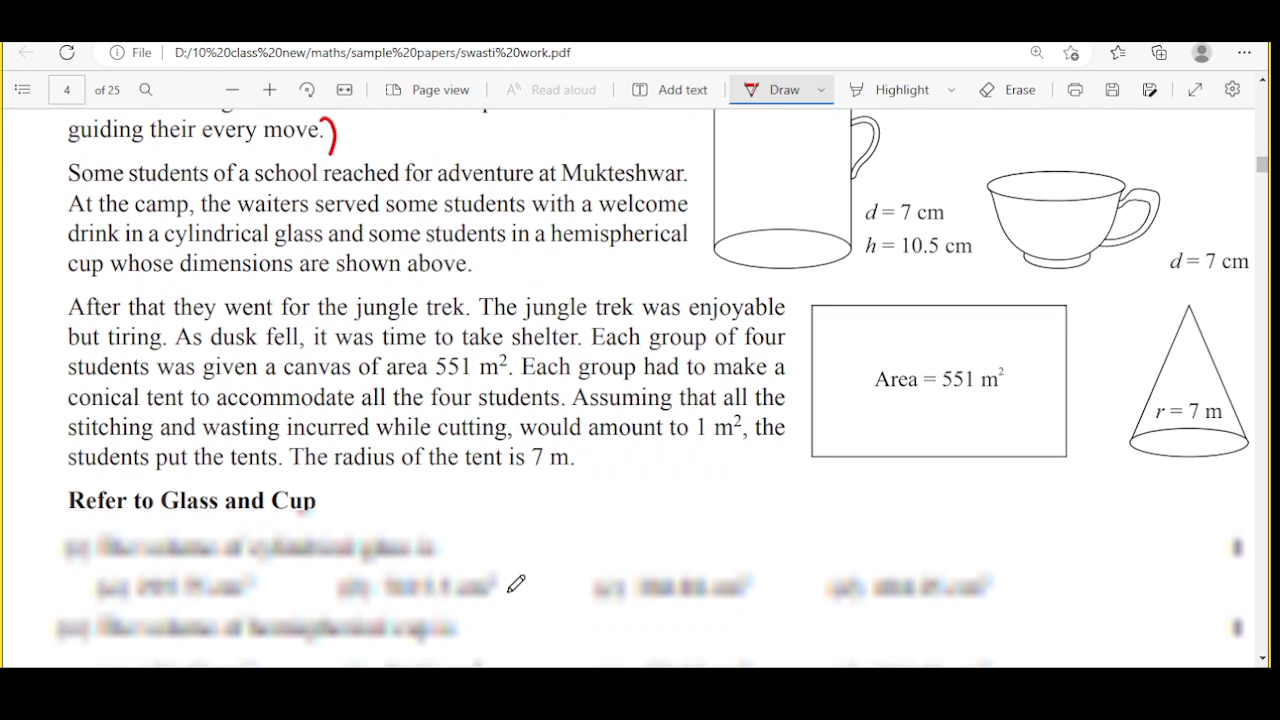 File D:/10%20class%20new/maths/sample%20papers/swasti%20work.pdf
4 of 25 Page view Read aloud Add text Draw Highlight Erase
guiding their every move.
Some students of a school reached for adventure at Mukteshwar.
At the camp, the waiters served some students with a welcome
drink in a cylindrical glass and some students in a hemispherical
cup whose dimensions are shown above.
d = 7 cm
h = 10.5 cm
d = 7 cm
After that they went for the jungle trek. The jungle trek was enjoyable
but tiring. As dusk fell, it was time to take shelter. Each group of four
students was given a canvas of area 551 m². Each group had to make a
conical tent to accommodate all the four students. Assuming that all the
stitching and wasting incurred while cutting, would amount to 1 m², the
students put the tents. The radius of the tent is 7 m.
Area = 551 m²
r = 7 m
Refer to Glass and Cup